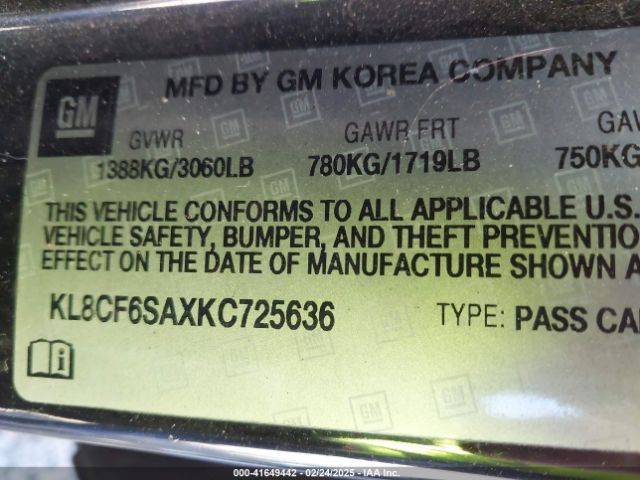 GM
MFD BY GM KOREA COMPANY
GVWR GAWR FRT GAW
1388KG/3060LB 780KG/1719LB 750KG
THIS VEHICLE CONFORMS TO ALL APPLICABLE U.S.
VEHICLE SAFETY, BUMPER, AND THEFT PREVENTION
EFFECT ON THE DATE OF MANUFACTURE SHOWN A
KL8CF6SAXKC725636 TYPE: PASS CA
000-41649442 - 02/24/2025 - IAA Inc.